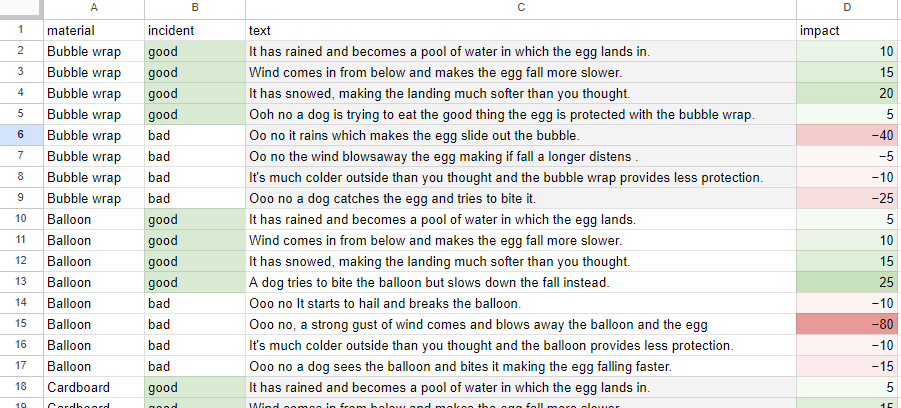 A B C D
1 material incident text impact
2 Bubble wrap good It has rained and becomes a pool of water in which the egg lands in. 10
3 Bubble wrap good Wind comes in from below and makes the egg fall more slower. 15
4 Bubble wrap good It has snowed, making the landing much softer than you thought. 20
5 Bubble wrap good Ooh no a dog is trying to eat the good thing the egg is protected with the bubble wrap. 5
6 Bubble wrap bad Oo no it rains which makes the egg slide out the bubble. −40
7 Bubble wrap bad Oo no the wind blowsaway the egg making if fall a longer distens . −5
8 Bubble wrap bad It's much colder outside than you thought and the bubble wrap provides less protection. −10
9 Bubble wrap bad Ooo no a dog catches the egg and tries to bite it. −25
10 Balloon good It has rained and becomes a pool of water in which the egg lands. 5
11 Balloon good Wind comes in from below and makes the egg fall more slower. 10
12 Balloon good It has snowed, making the landing much softer than you thought. 15
13 Balloon good A dog tries to bite the balloon but slows down the fall instead. 25
14 Balloon bad Ooo no It starts to hail and breaks the balloon. −10
15 Balloon bad Ooo no, a strong gust of wind comes and blows away the balloon and the egg −80
16 Balloon bad It's much colder outside than you thought and the balloon provides less protection. −10
17 Balloon bad Ooo no a dog sees the balloon and bites it making the egg falling faster. −15
18 Cardboard good It has rained and becomes a pool of water in which the egg lands in. 5
19 Cardboard good Wind comes in from below and makes the egg fall more slower. 15